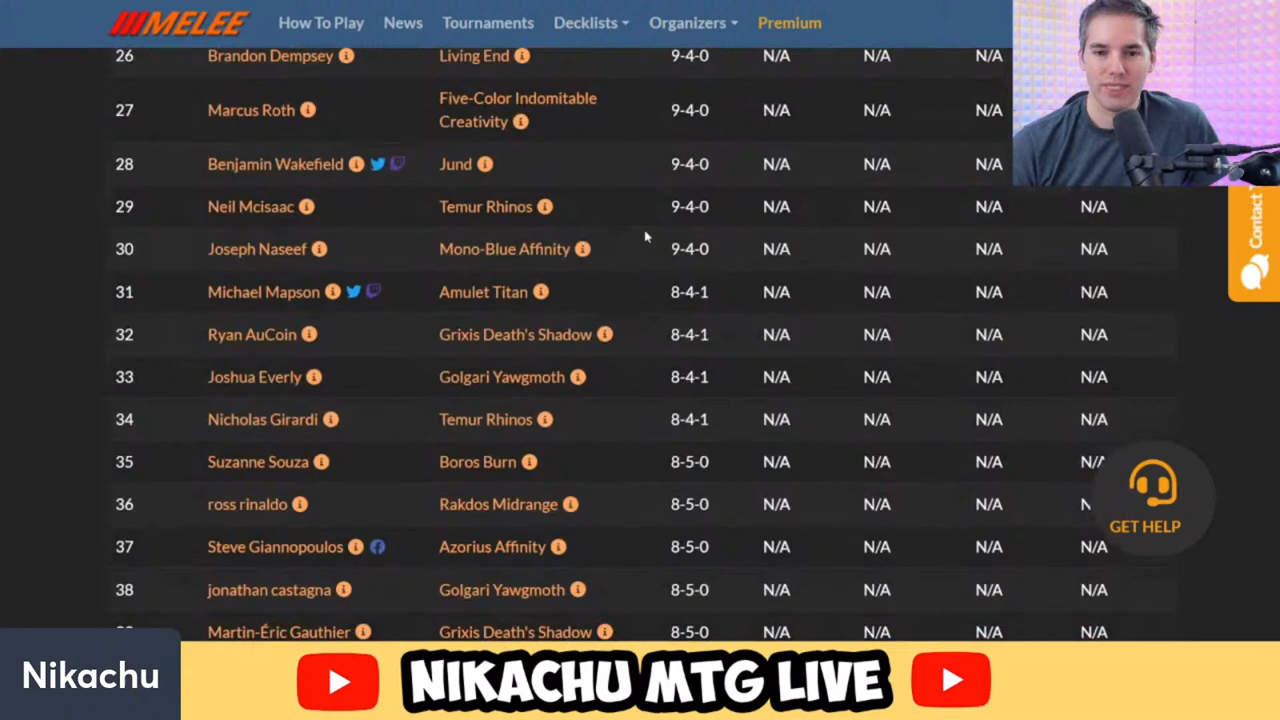 MELEE How To Play News Tournaments Decklists Organizers Premium
26 Brandon Dempsey Living End 9-4-0 N/A N/A N/A
27 Marcus Roth Five-Color Indomitable Creativity 9-4-0 N/A N/A N/A
28 Benjamin Wakefield Jund 9-4-0 N/A N/A N/A
29 Neil Mcisaac Temur Rhinos 9-4-0 N/A N/A N/A N/A
30 Joseph Naseef Mono-Blue Affinity 9-4-0 N/A N/A N/A N/A
31 Michael Mapson Amulet Titan 8-4-1 N/A N/A N/A N/A
32 Ryan AuCoin Grixis Death's Shadow 8-4-1 N/A N/A N/A N/A
33 Joshua Everly Golgari Yawgmoth 8-4-1 N/A N/A N/A N/A
34 Nicholas Girardi Temur Rhinos 8-4-1 N/A N/A N/A N/A
35 Suzanne Souza Boros Burn 8-5-0 N/A N/A N/A N/A
36 ross rinaldo Rakdos Midrange 8-5-0 N/A N/A N/A
37 Steve Giannopoulos Azorius Affinity 8-5-0 N/A N/A N/A N/A
38 jonathan castagna Golgari Yawgmoth 8-5-0 N/A N/A N/A N/A
Martin-Éric Gauthier Grixis Death's Shadow 8-5-0 N/A N/A N/A N/A
Contact
GET HELP
Nikachu
NIKACHU MTG LIVE